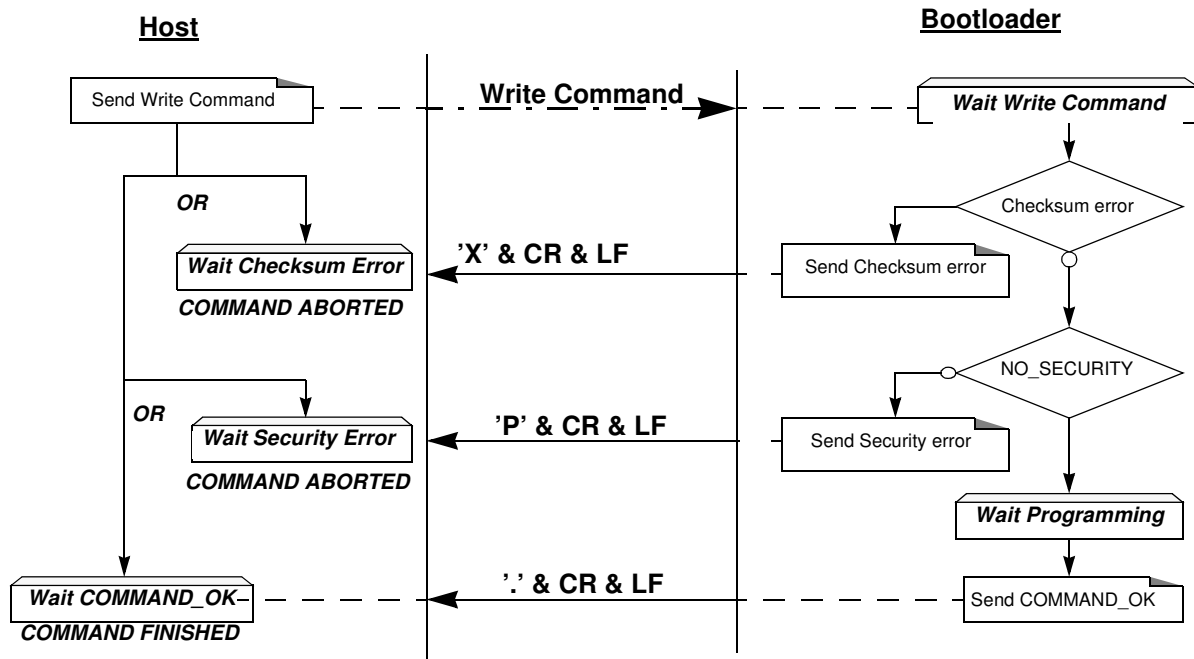 Host
Bootloader
Send Write Command
Write Command
Wait Write Command
OR
Checksum error
Wait Checksum Error
'X' & CR & LF
Send Checksum error
COMMAND ABORTED
NO_SECURITY
OR
Wait Security Error
'P' & CR & LF
Send Security error
COMMAND ABORTED
Wait Programming
Wait COMMAND_OK
'.' & CR & LF
Send COMMAND_OK
COMMAND FINISHED